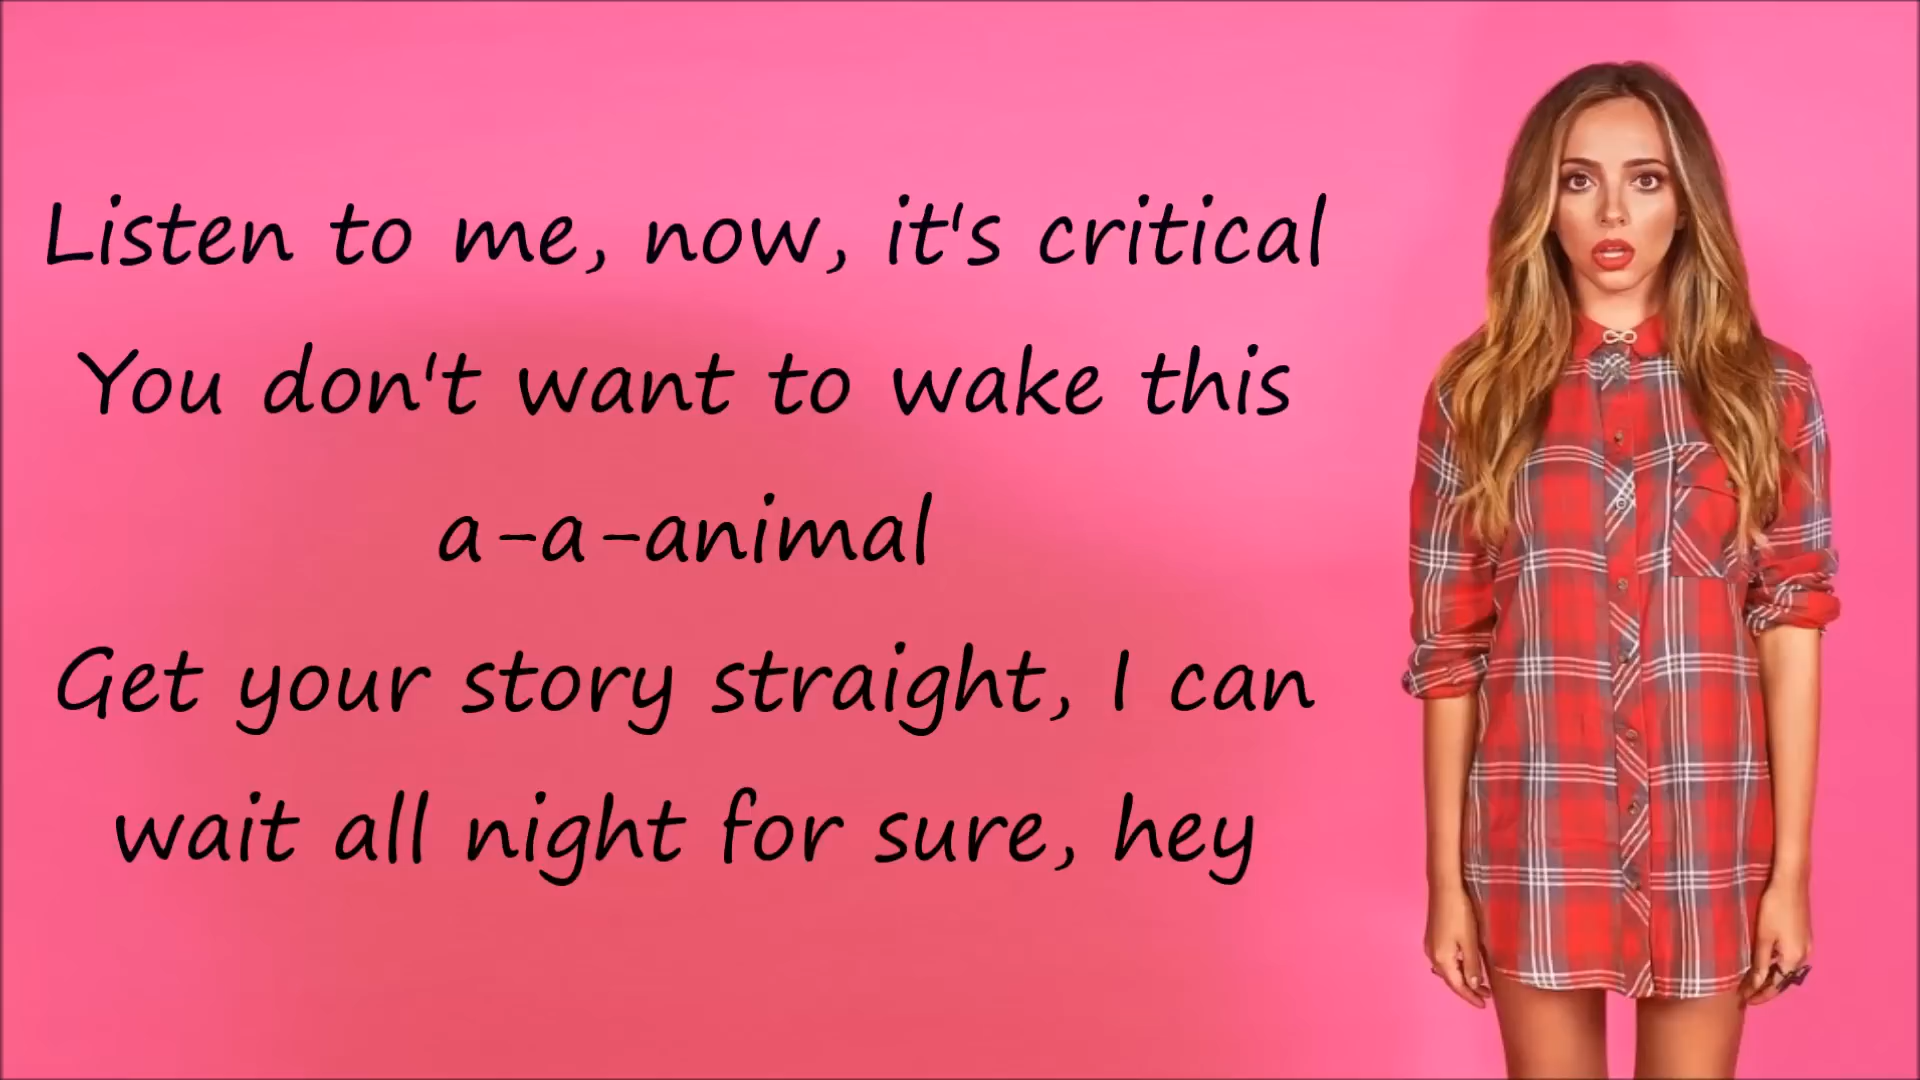 Listen to me, now, it's critical
You don't want to wake this
a-a-animal
Get your story straight, I can
wait all night for sure, hey